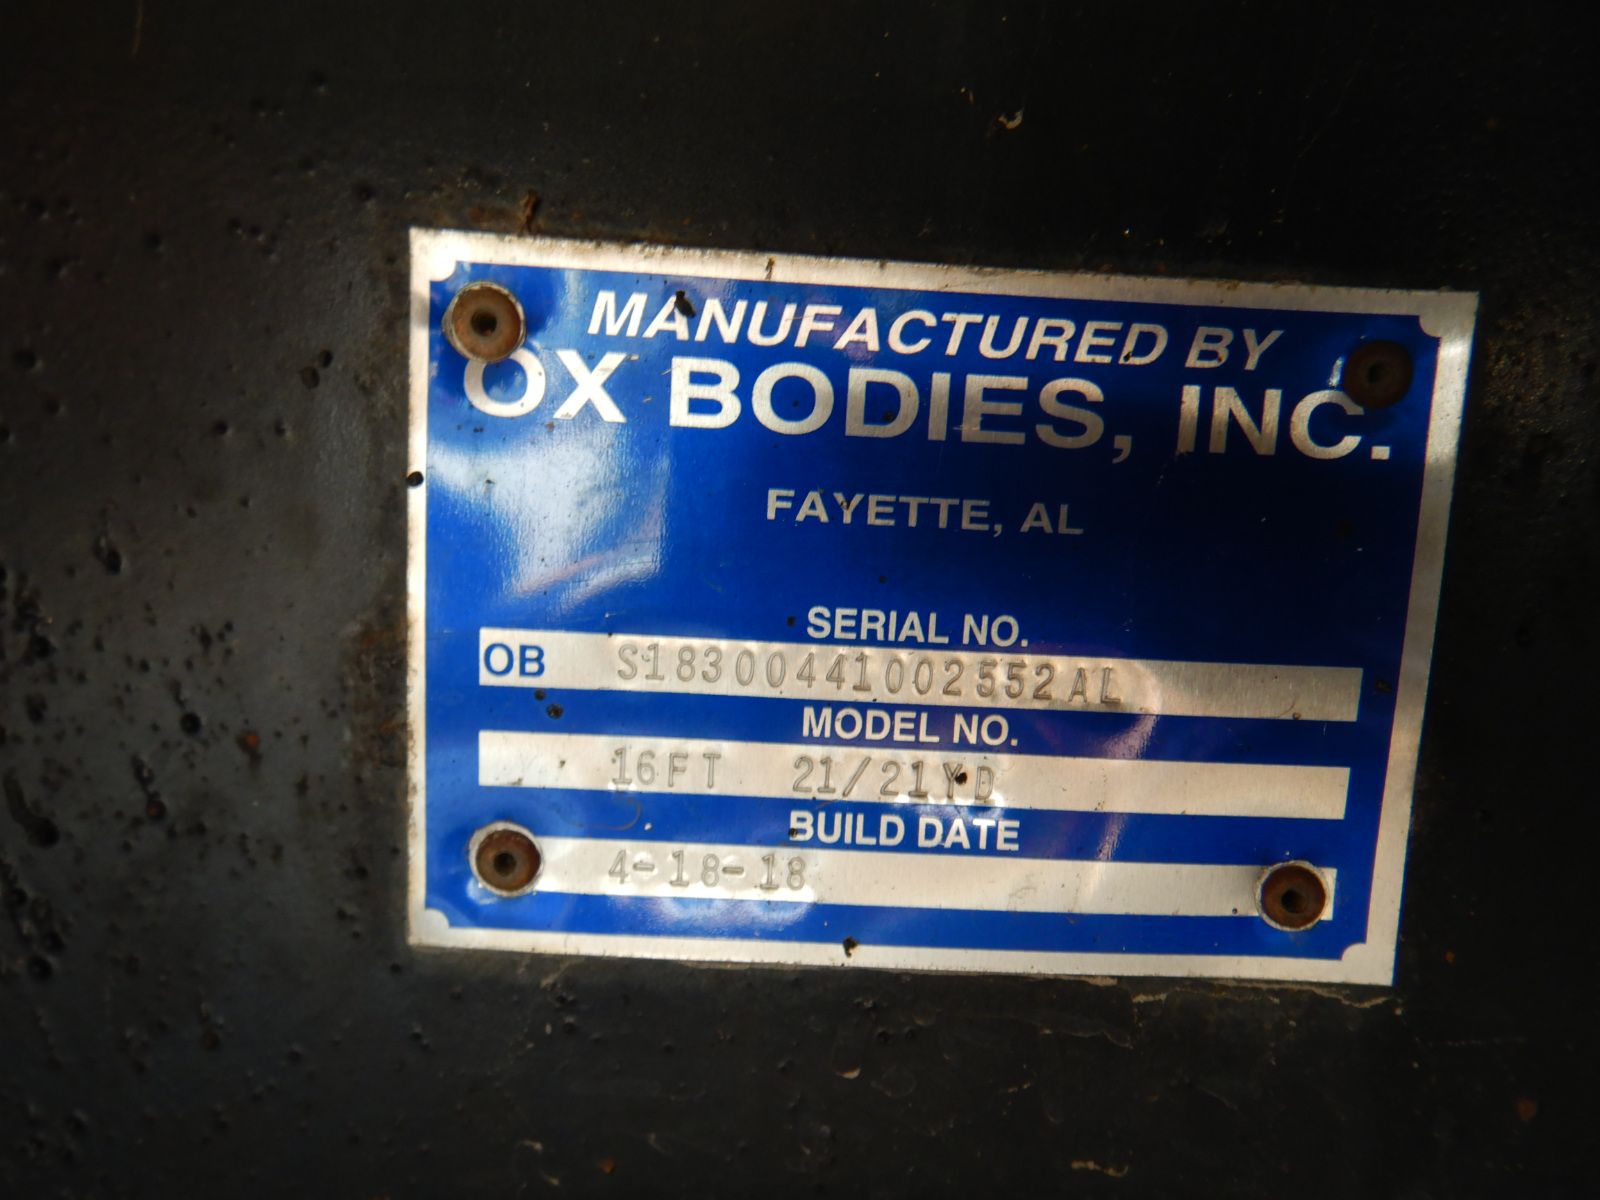 MANUFACTURED BY
OX BODIES, INC.
FAYETTE, AL
SERIAL NO.
OB S18300441002552AL
MODEL NO.
16FT 21/21YD
BUILD DATE
4-18-18